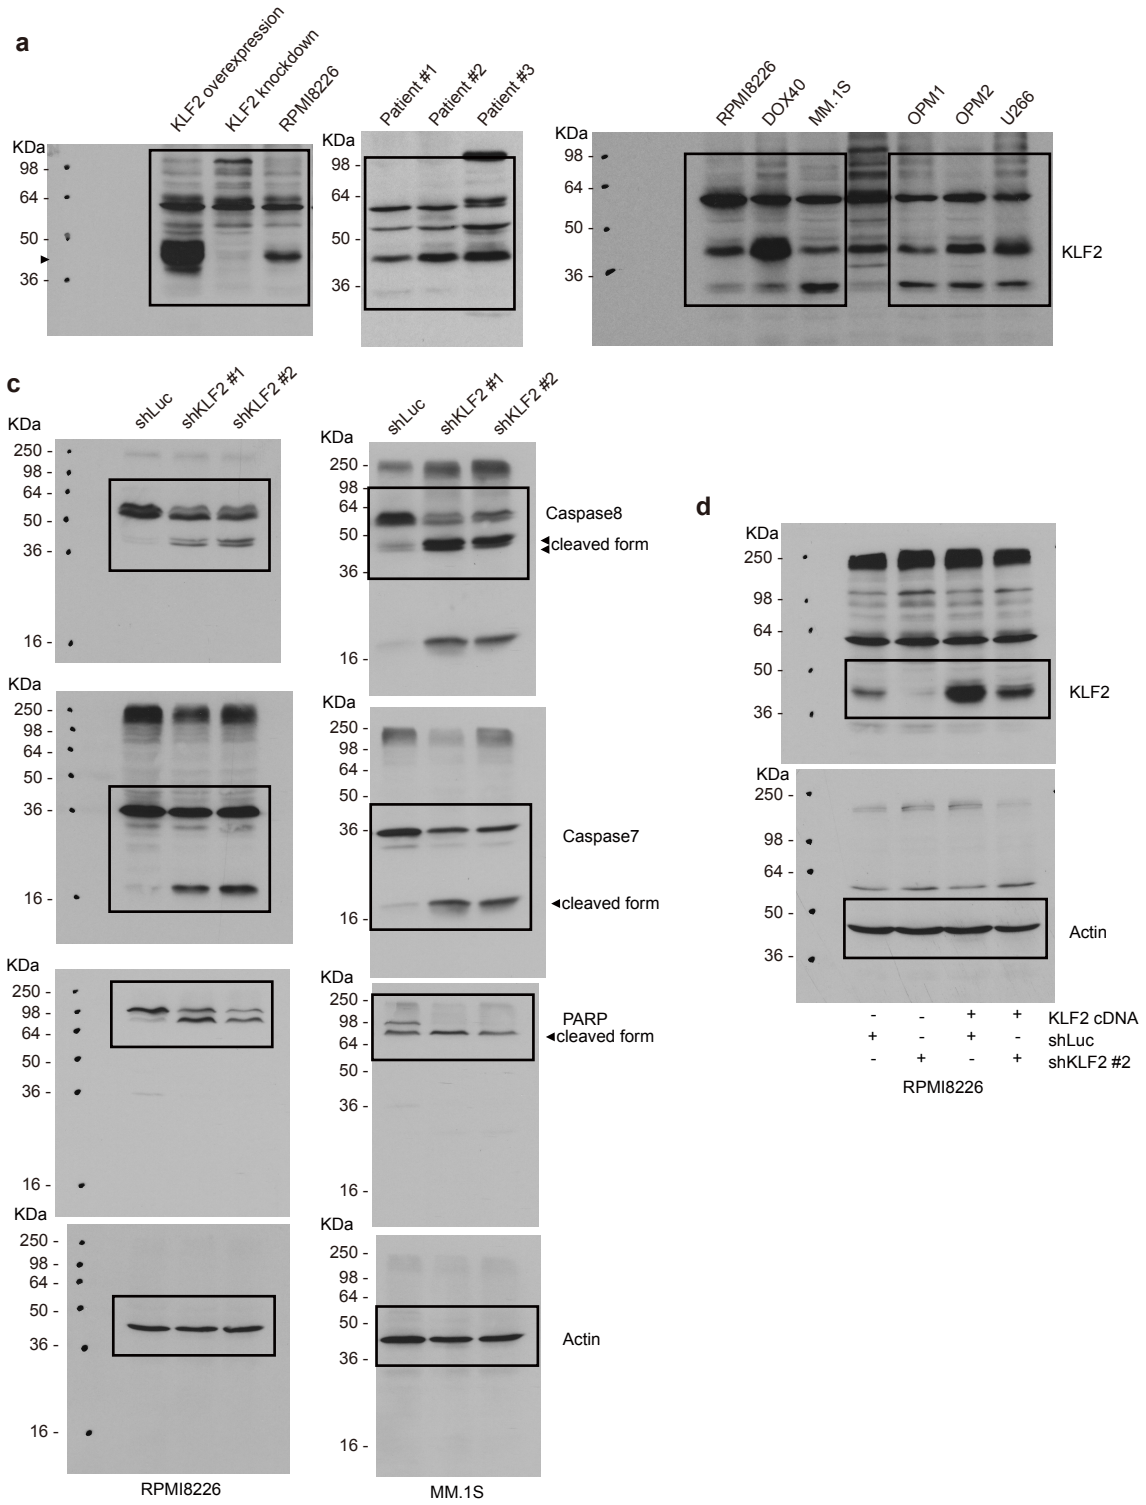 a
KLF2 overexpression
KLF2 knockdown
RPMI8226
KDa
98 -
64 -
50 -
36 -
Patient #1
Patient #2
Patient #3
KDa
98 -
64 -
50 -
36 -
RPMI8226
DOX40
MM.1S
OPM1
OPM2
U266
KDa
98 -
64 -
50 -
36 -
KLF2
c
shLuc
shKLF2 #1
shKLF2 #2
KDa
250 -
98 -
64 -
50 -
36 -
16 -
shLuc
shKLF2 #1
shKLF2 #2
KDa
250 -
98 -
64 -
50 -
36 -
16 -
Caspase8
cleaved form
KDa
250 -
98 -
64 -
50 -
36 -
16 -
KDa
250 -
98 -
64 -
50 -
36 -
16 -
Caspase7
cleaved form
KDa
250 -
98 -
64 -
50 -
36 -
16 -
KDa
250 -
98 -
64 -
50 -
36 -
16 -
PARP
cleaved form
KDa
250 -
98 -
64 -
50 -
36 -
16 -
RPMI8226
KDa
250 -
98 -
64 -
50 -
36 -
16 -
Actin
MM.1S
d
KDa
250 -
98 -
64 -
50 -
36 -
KLF2
KDa
250 -
98 -
64 -
50 -
36 -
Actin
- - + + KLF2 cDNA
+ - + - shLuc
- + - + shKLF2 #2
RPMI8226